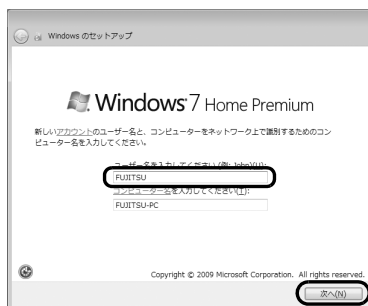 Windows のセットアップ
Windows 7 Home Premium
新しいアカウントのユーザー名と、コンピューターをネットワーク上で識別するためのコン
ピューター名を入力してください。
ユーザー名を入力してください (例: John)(U):
FUJITSU
コンピューター名を入力してください(T):
FUJITSU-PC
Copyright © 2009 Microsoft Corporation. All rights reserved.
次へ(N)